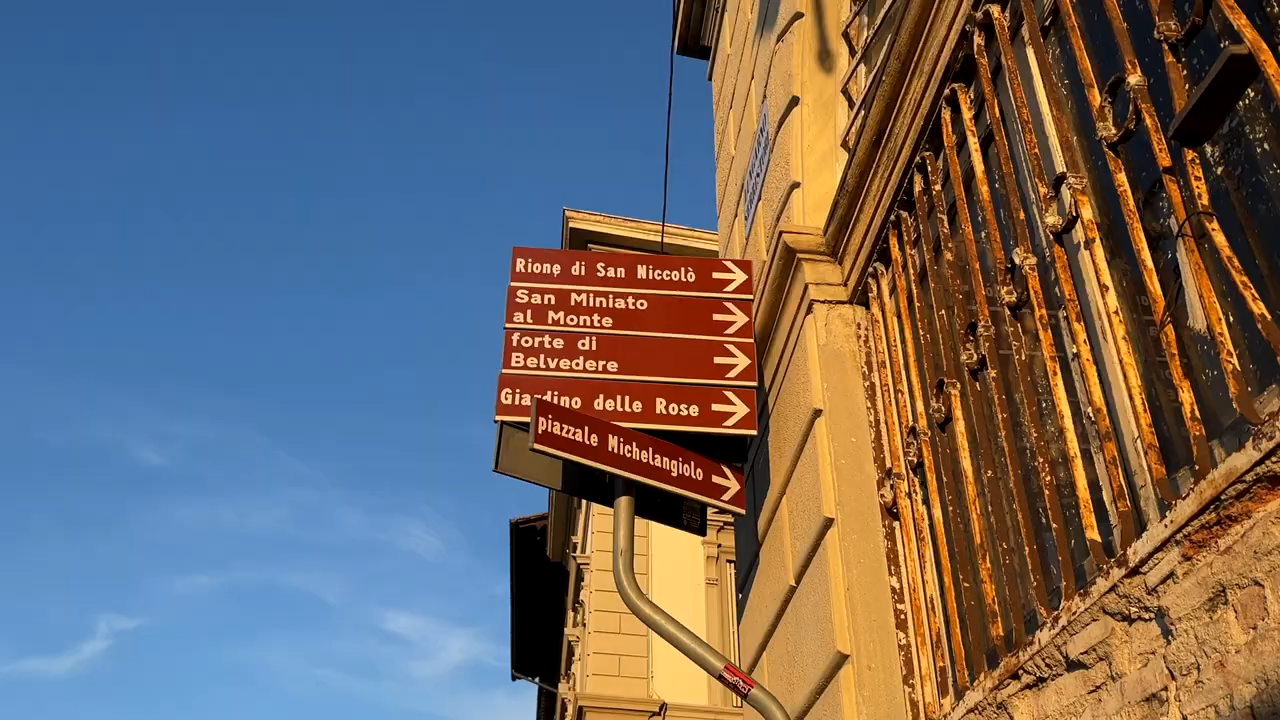 Rione di San Niccolò
San Miniato
al Monte
forte di
Belvedere
Giardino delle Rose
piazzale Michelangiolo